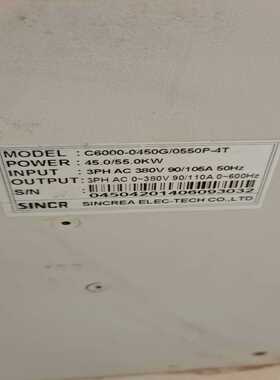 MODEL : C6000-0450G/0550P-4T
POWER : 45.0/55.0KW
INPUT : 3PH AC 380V 90/105A 50Hz
OUTPUT : 3PH AC 0~380V 90/110A 0~600Hz
S/N : 04504201406093032
SINCR SINCREA ELEC-TECH CO.,LTD